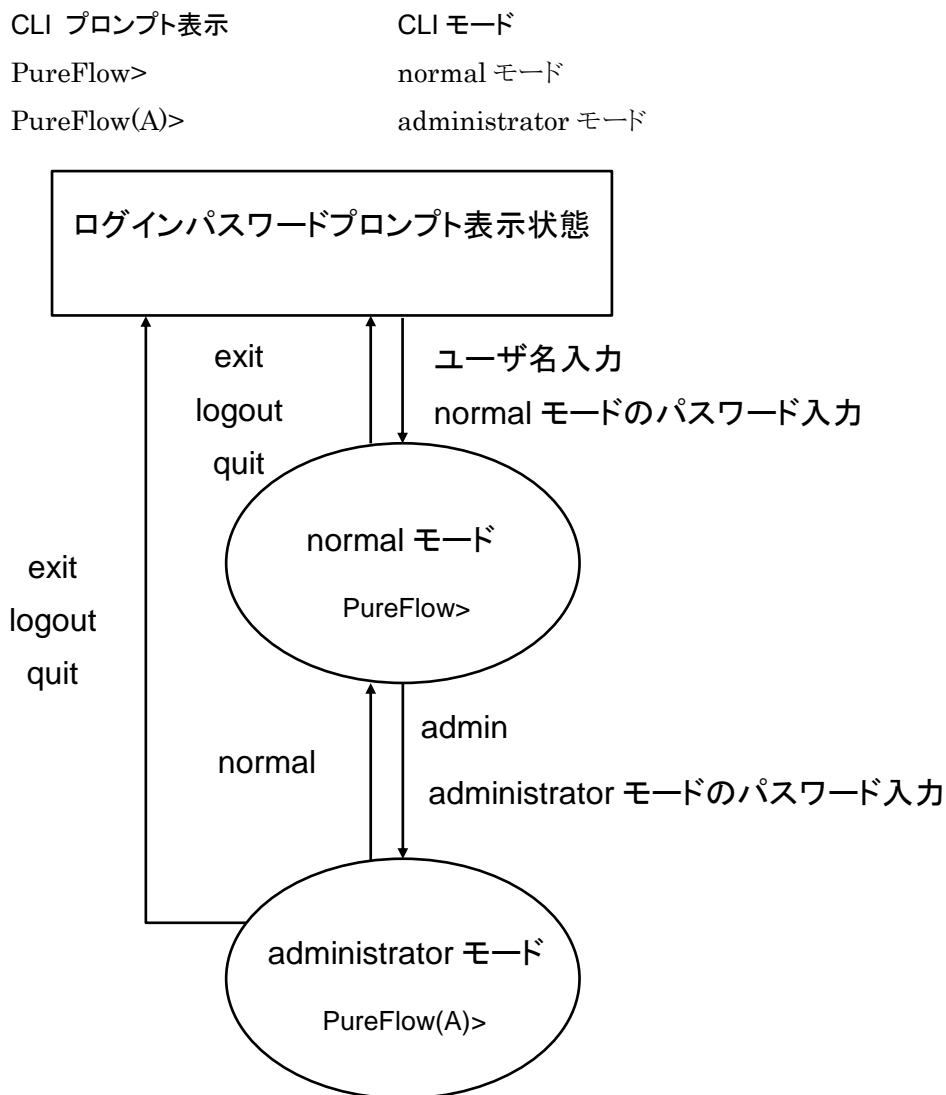 CLI プロンプト表示 CLI モード
PureFlow> normal モード
PureFlow(A)> administrator モード
ログインパスワードプロンプト表示状態
exit
logout
quit
ユーザ名入力
normal モードのパスワード入力
normal モード
PureFlow>
exit
logout
quit
normal
admin
administrator モードのパスワード入力
administrator モード
PureFlow(A)>